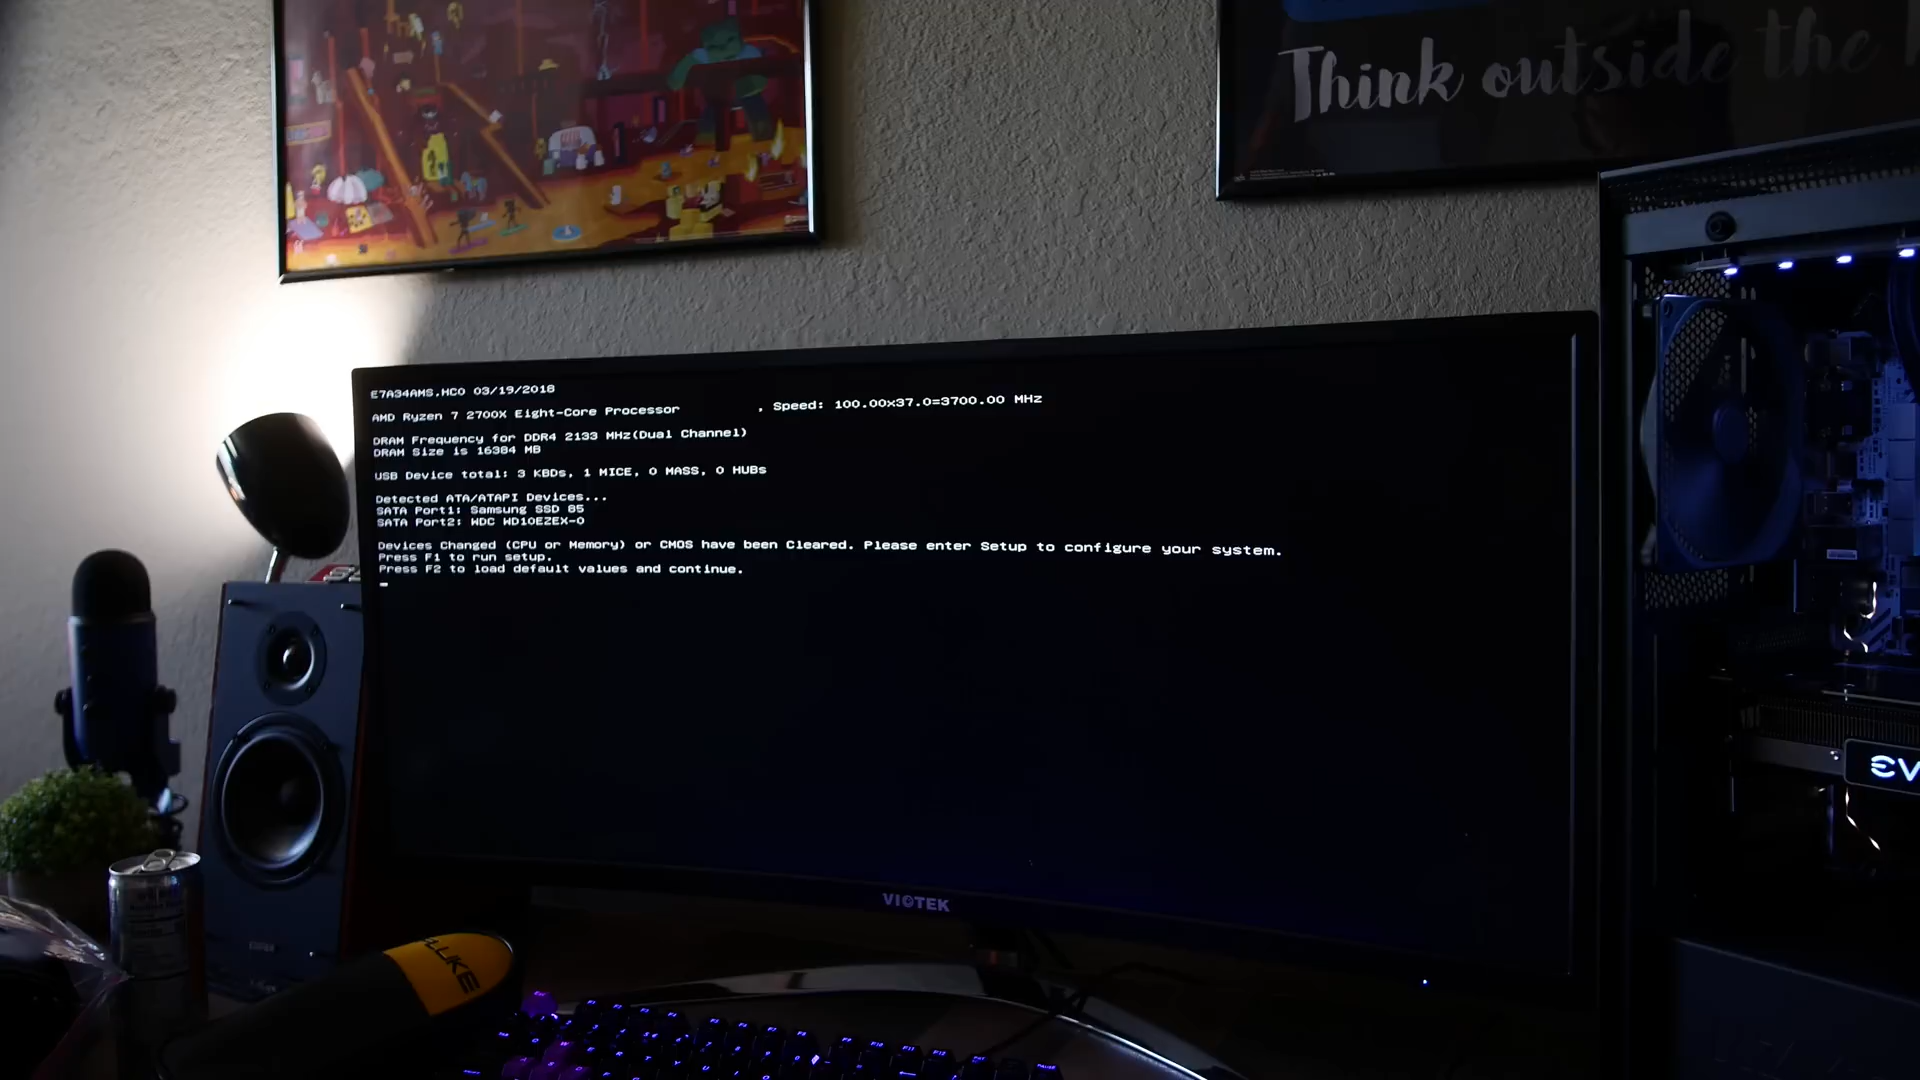 Think outside the
E7A34AMS.HC0 03/19/2018
AMD Ryzen 7 2700X Eight-Core Processor , Speed: 100.00x37.0=3700.00 MHz
DRAM Frequency for DDR4 2133 MHz(Dual Channel)
DRAM Size is 16384 MB
USB Device total: 3 KBDs, 1 MICE, 0 MASS, 0 HUBs
Detected ATA/ATAPI Devices...
SATA Port1: Samsung SSD 85
SATA Port2: WDC WD10EZEX-0
Devices Changed (CPU or Memory) or CMOS have been Cleared. Please enter Setup to configure your system.
Press F1 to run setup.
Press F2 to load default values and continue.
EV
VIOTEK
FLUKE